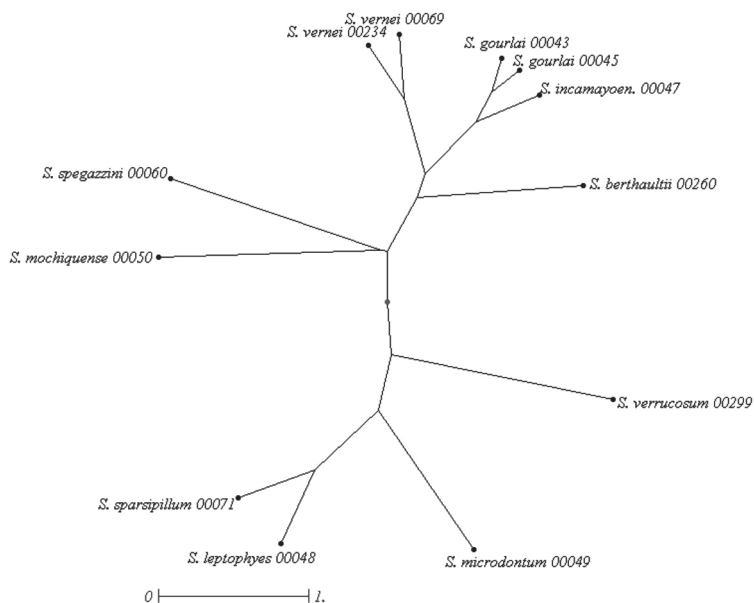 S. vernei 00069
S. vernei 00234
S. gourlai 00043
S. gourlai 00045
S. incamayoen. 00047
S. spegazzini 00060
S. berthaultii 00260
S. mochiquense 00050
S. verrucosum 00299
S. sparsipillum 00071
S. leptophyes 00048
S. microdontum 00049
0 1.